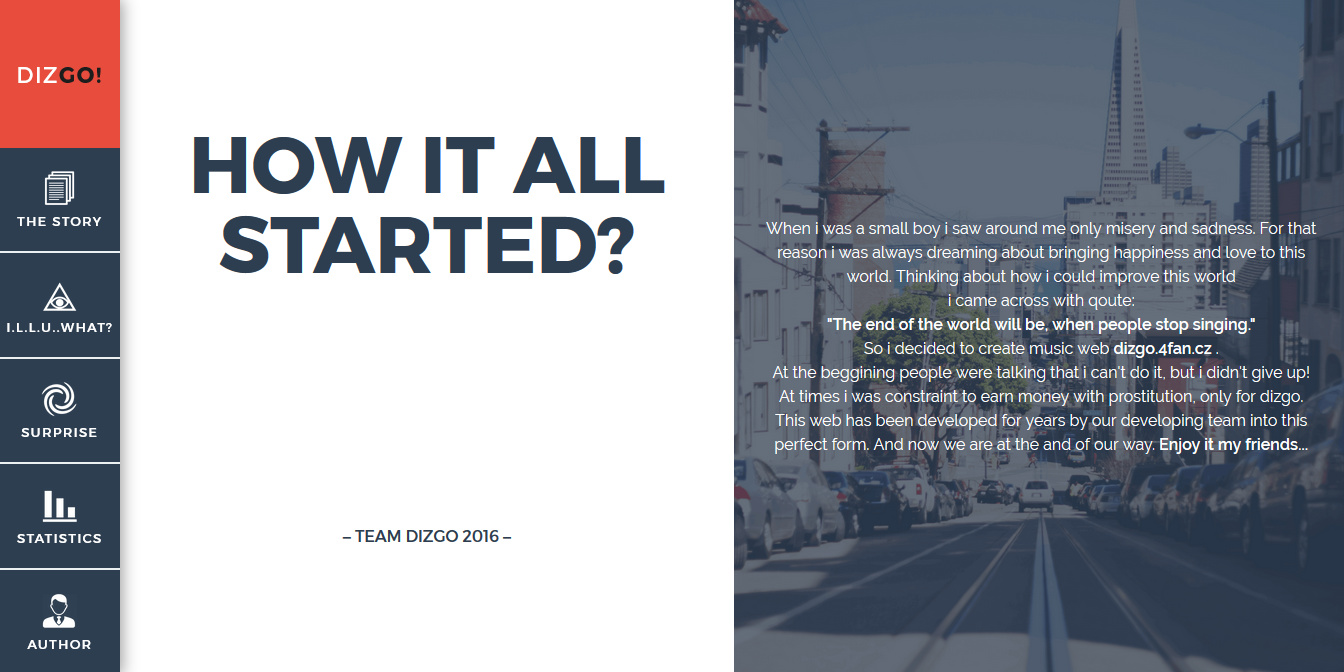 DIZGO!
THE STORY
I.L.L.U..WHAT?
SURPRISE
STATISTICS
AUTHOR
HOW IT ALL
STARTED?
– TEAM DIZGO 2016 –
When i was a small boy i saw around me only misery and sadness. For that
reason i was always dreaming about bringing happiness and love to this
world. Thinking about how i could improve this world
i came across with qoute:
"The end of the world will be, when people stop singing."
So i decided to create music web dizgo.4fan.cz .
At the beggining people were talking that i can't do it, but i didn't give up!
At times i was constraint to earn money with prostitution, only for dizgo.
This web has been developed for years by our developing team into this
perfect form. And now we are at the and of our way. Enjoy it my friends...